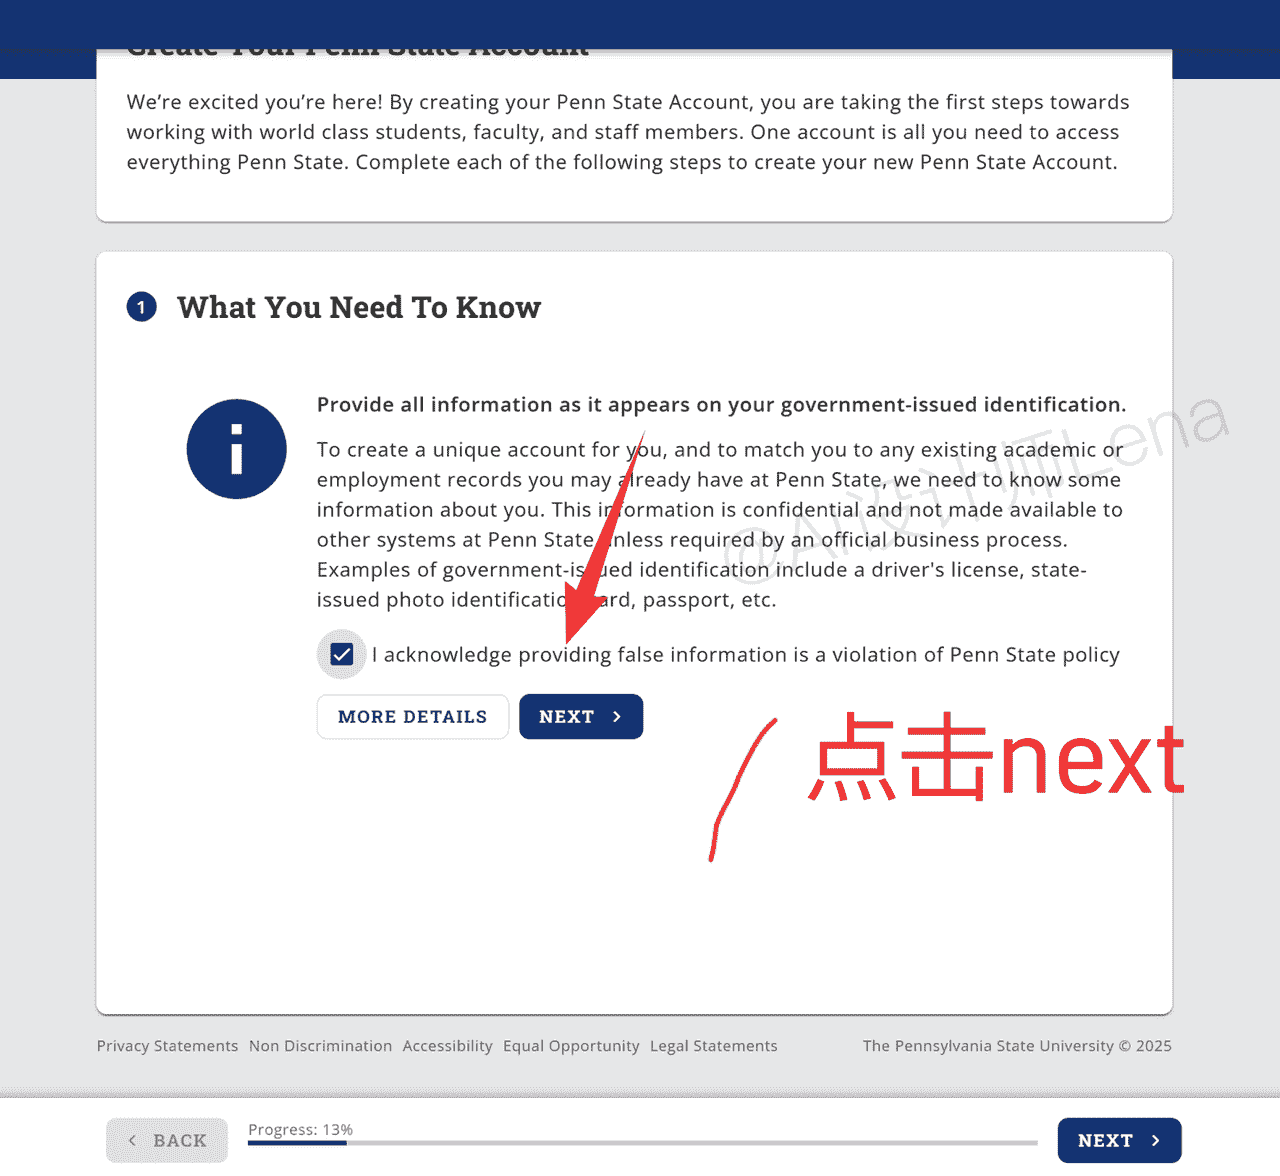 Create Your Penn State Account
We’re excited you’re here! By creating your Penn State Account, you are taking the first steps towards
working with world class students, faculty, and staff members. One account is all you need to access
everything Penn State. Complete each of the following steps to create your new Penn State Account.
1 What You Need To Know
Provide all information as it appears on your government-issued identification.
To create a unique account for you, and to match you to any existing academic or
employment records you may already have at Penn State, we need to know some
information about you. This information is confidential and not made available to
other systems at Penn State unless required by an official business process.
Examples of government-issued identification include a driver's license, state-
issued photo identification card, passport, etc.
@AI设计师Lena
I acknowledge providing false information is a violation of Penn State policy
MORE DETAILS NEXT
点击next
Privacy Statements Non Discrimination Accessibility Equal Opportunity Legal Statements The Pennsylvania State University © 2025
BACK Progress: 13% NEXT